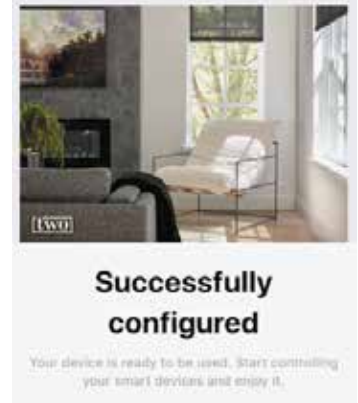 two
Successfully
configured
Your device is ready to be used. Start controlling
your smart devices and enjoy it.